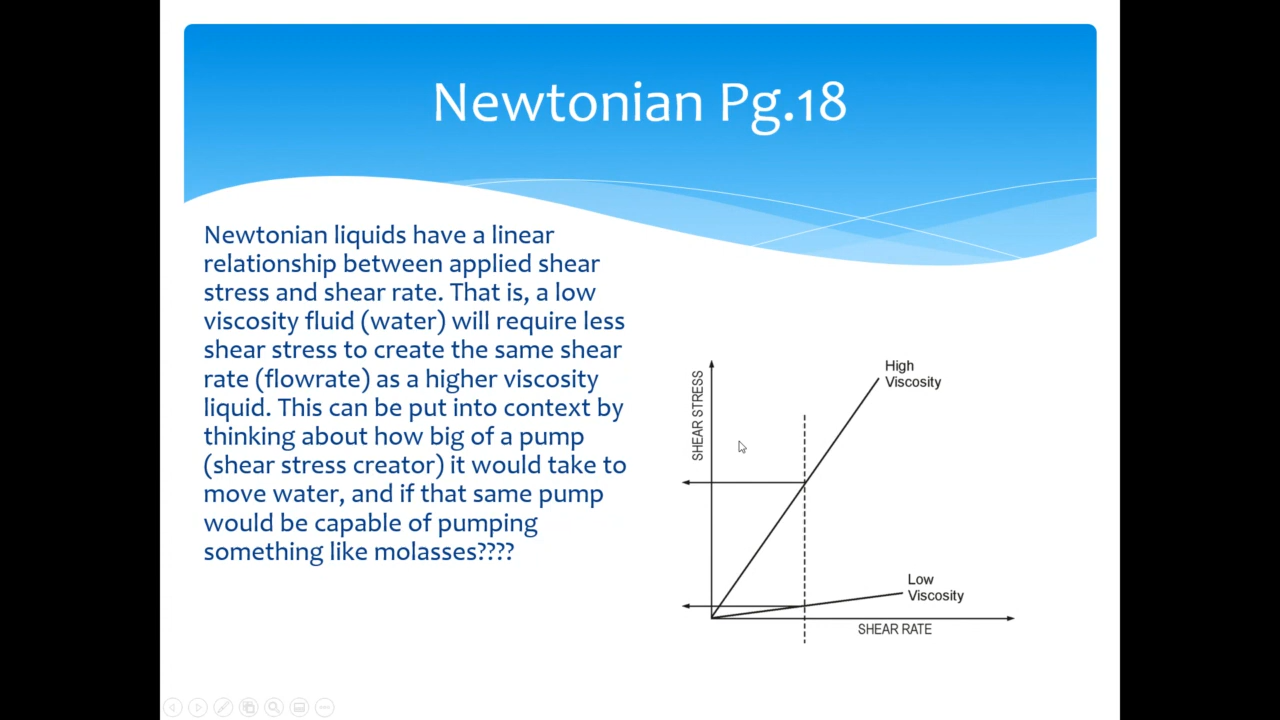 Newtonian Pg.18
Newtonian liquids have a linear
relationship between applied shear
stress and shear rate. That is, a low
viscosity fluid (water) will require less
shear stress to create the same shear
rate (flowrate) as a higher viscosity
liquid. This can be put into context by
thinking about how big of a pump
(shear stress creator) it would take to
move water, and if that same pump
would be capable of pumping
something like molasses????
SHEAR STRESS
High
Viscosity
Low
Viscosity
SHEAR RATE